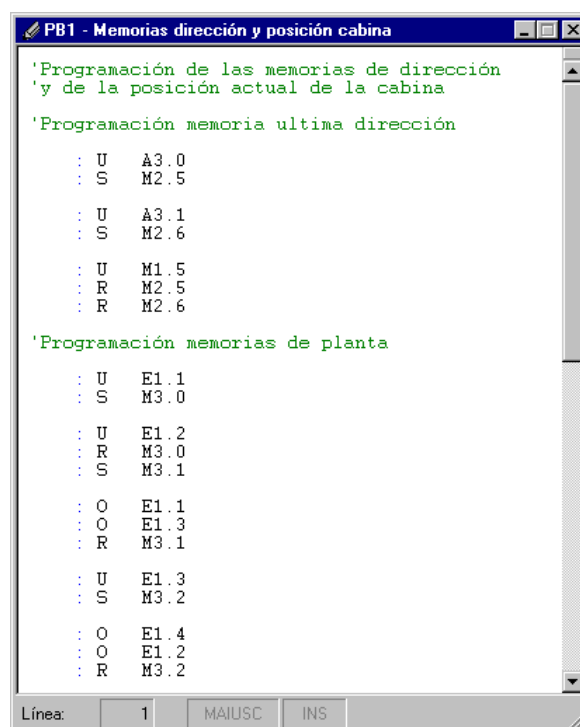 PB1 - Memorias dirección y posición cabina
'Programación de las memorias de dirección
'y de la posición actual de la cabina
'Programación memoria ultima dirección
: U A3.0
: S M2.5
: U A3.1
: S M2.6
: U M1.5
: R M2.5
: R M2.6
'Programación memorias de planta
: U E1.1
: S M3.0
: U E1.2
: R M3.0
: S M3.1
: O E1.1
: O E1.3
: R M3.1
: U E1.3
: S M3.2
: O E1.4
: O E1.2
: R M3.2
Línea: 1 MAIUSC INS